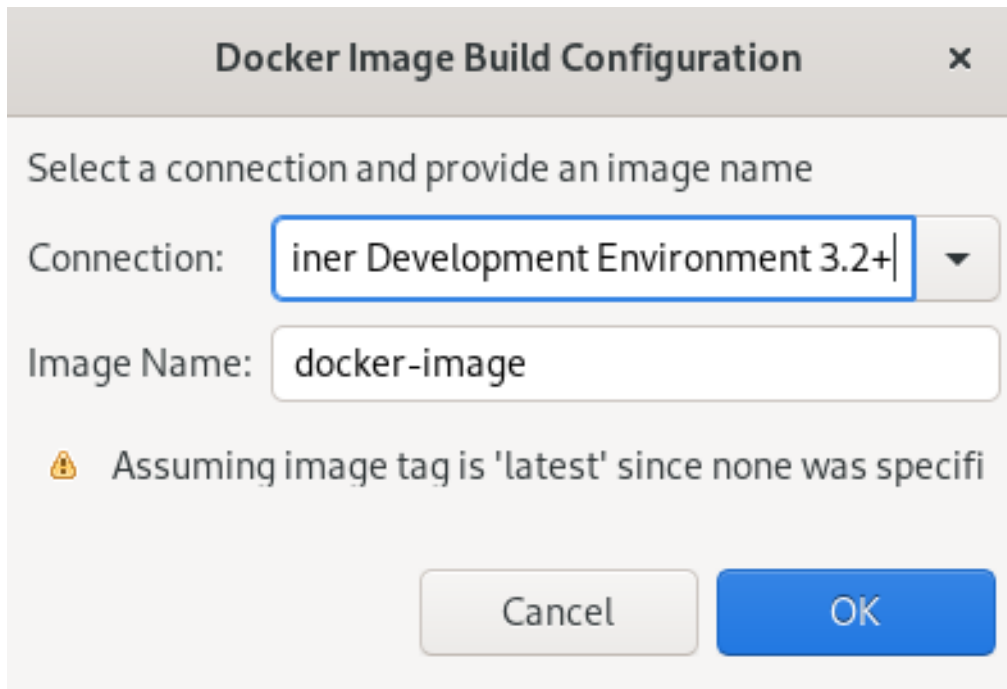 Docker Image Build Configuration ×
Select a connection and provide an image name
Connection: iner Development Environment 3.2+
Image Name: docker-image
Assuming image tag is 'latest' since none was specifi
Cancel OK